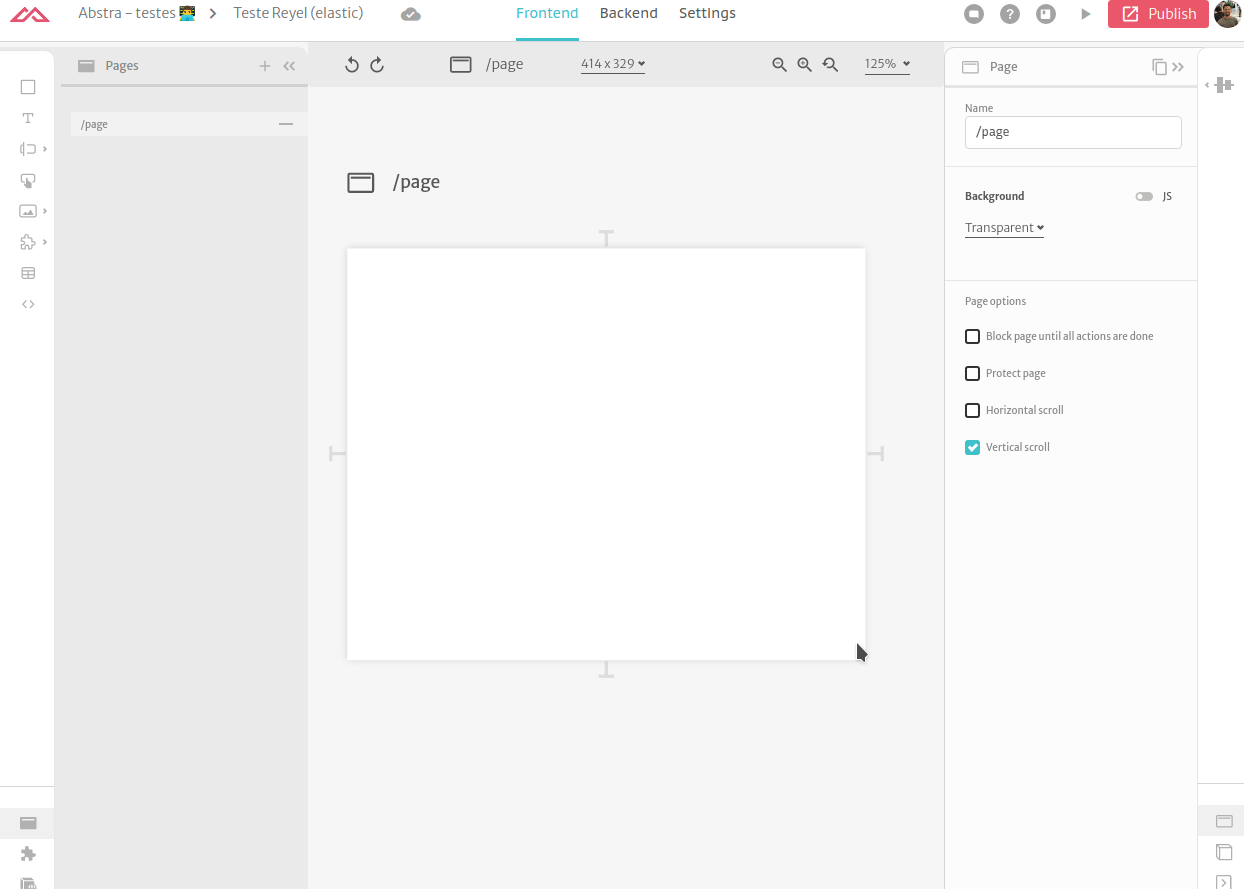 Abstra - testes 👨‍💻 > Teste Reyel (elastic)
Frontend Backend Settings
? Publish
Pages
/page
/page
414 x 329
125%
Page
Name
/page
/page
Background
JS
Transparent
Page options
Block page until all actions are done
Protect page
Horizontal scroll
Vertical scroll